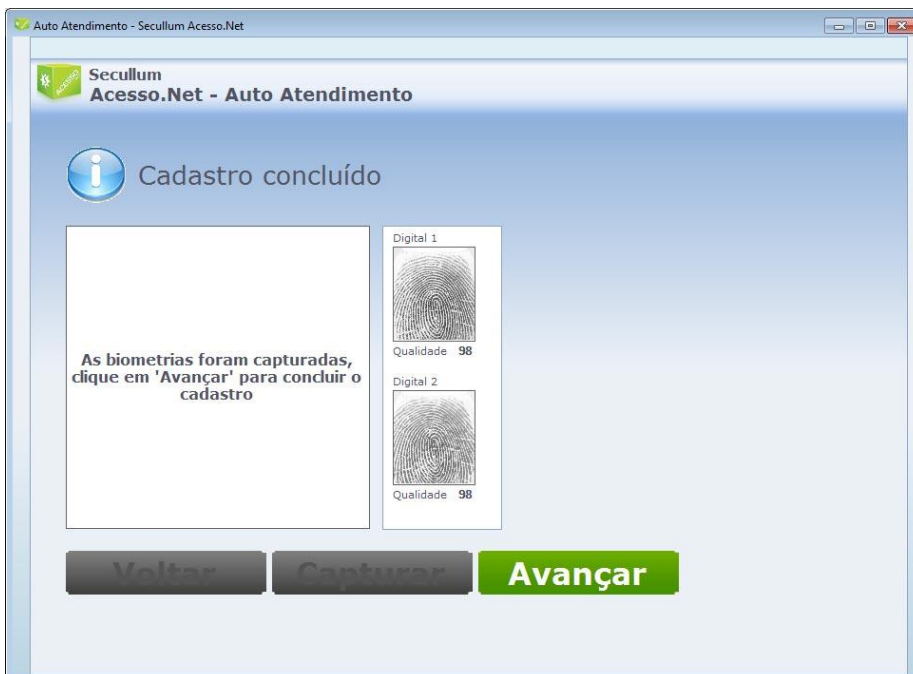 Auto Atendimento - Secullum Acesso.Net
ACESSO
Secullum
Acesso.Net - Auto Atendimento
Cadastro concluído
As biometrias foram capturadas,
clique em 'Avançar' para concluir o
cadastro
Digital 1
Qualidade 98
Digital 2
Qualidade 98
Voltar
Capturar
Avançar